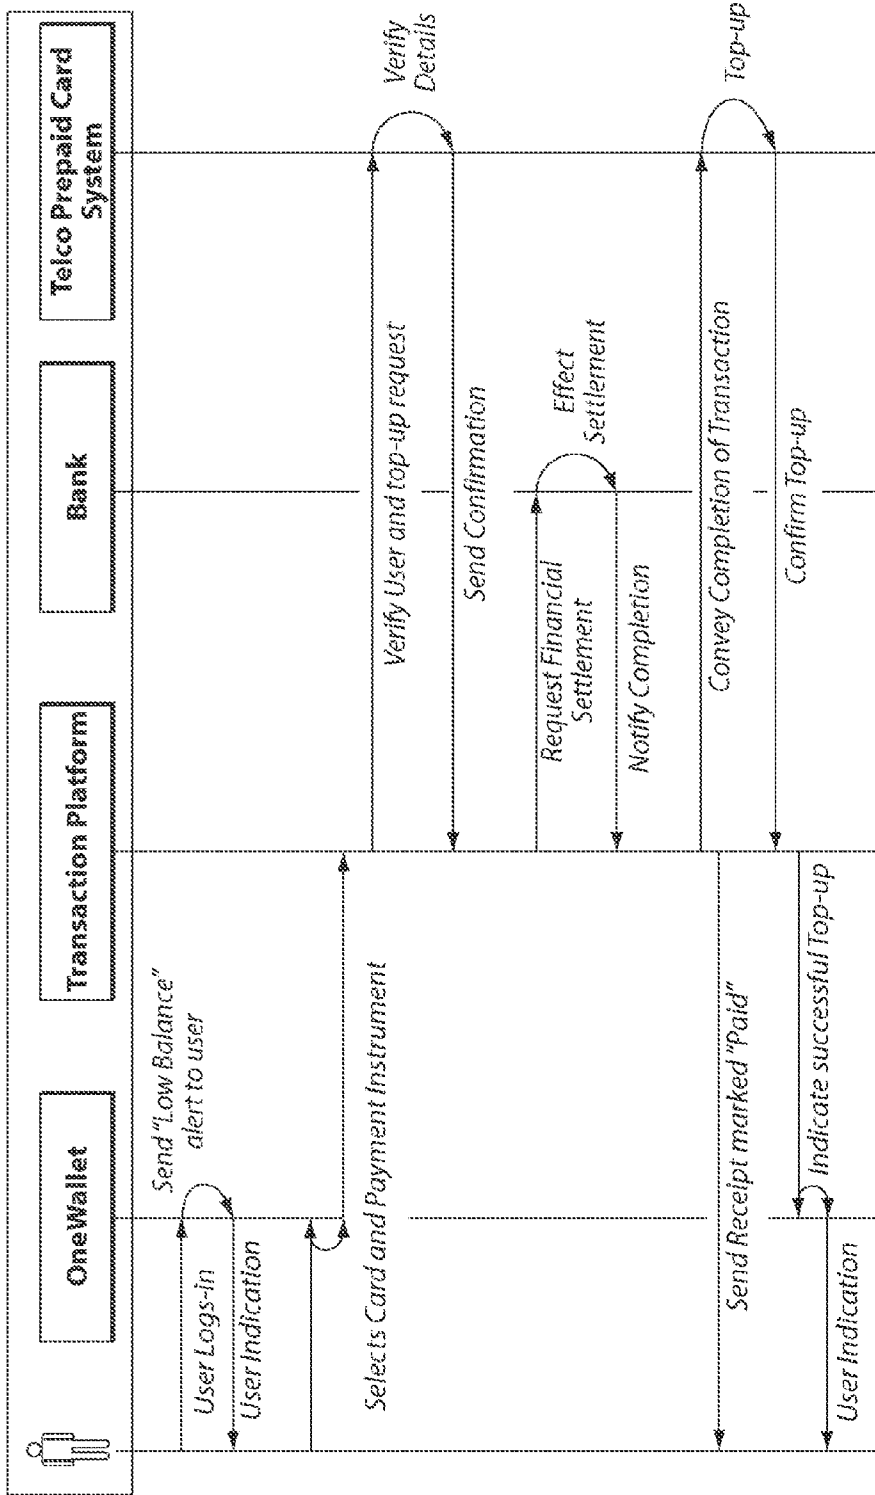 OneWallet
Transaction Platform
Bank
Telco Prepaid Card
System
Send "Low Balance"
alert to user
User Logs-in
User Indication
Selects Card and Payment Instrument
Verify User and top-up request
Verify
Details
Send Confirmation
Request Financial
Settlement
Effect
Settlement
Notify Completion
Convey Completion of Transaction
Top-up
Send Receipt marked "Paid"
Confirm Top-up
Indicate successful Top-up
User Indication